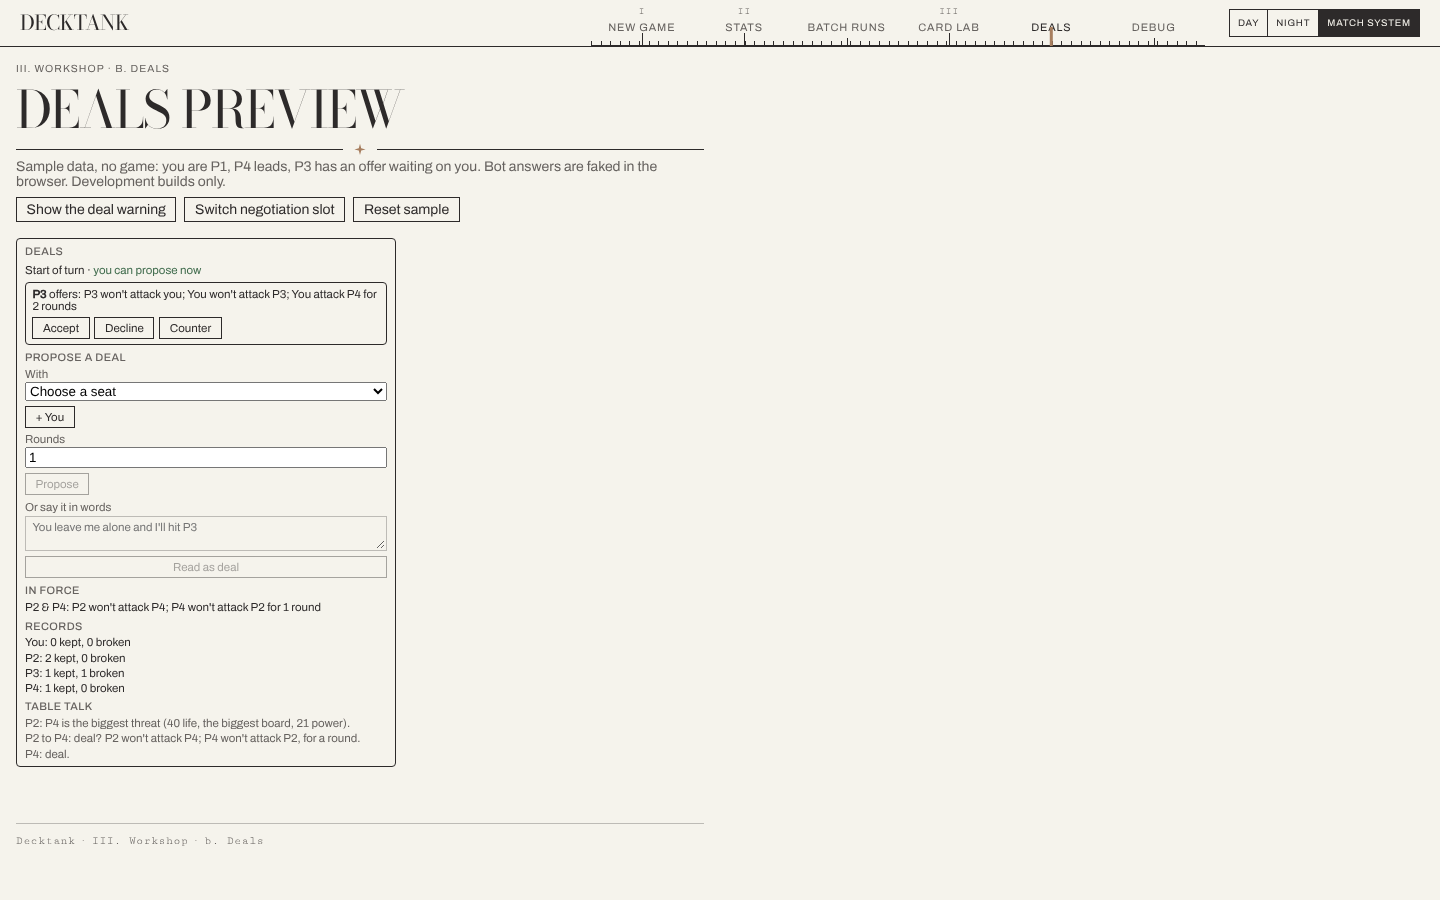 DECKTANK
I
NEW GAME
II
STATS
BATCH RUNS
III
CARD LAB
DEALS
DEBUG
DAY
NIGHT
MATCH SYSTEM
III. WORKSHOP · B. DEALS
DEALS PREVIEW
Sample data, no game: you are P1, P4 leads, P3 has an offer waiting on you. Bot answers are faked in the
browser. Development builds only.
Show the deal warning
Switch negotiation slot
Reset sample
DEALS
Start of turn · you can propose now
P3 offers: P3 won't attack you; You won't attack P3; You attack P4 for
2 rounds
Accept
Decline
Counter
PROPOSE A DEAL
With
Choose a seat
+ You
Rounds
1
Propose
Or say it in words
You leave me alone and I'll hit P3
Read as deal
IN FORCE
P2 & P4: P2 won't attack P4; P4 won't attack P2 for 1 round
RECORDS
You: 0 kept, 0 broken
P2: 2 kept, 0 broken
P3: 1 kept, 1 broken
P4: 1 kept, 0 broken
TABLE TALK
P2: P4 is the biggest threat (40 life, the biggest board, 21 power).
P2 to P4: deal? P2 won't attack P4; P4 won't attack P2, for a round.
P4: deal.
Decktank · III. Workshop · b. Deals